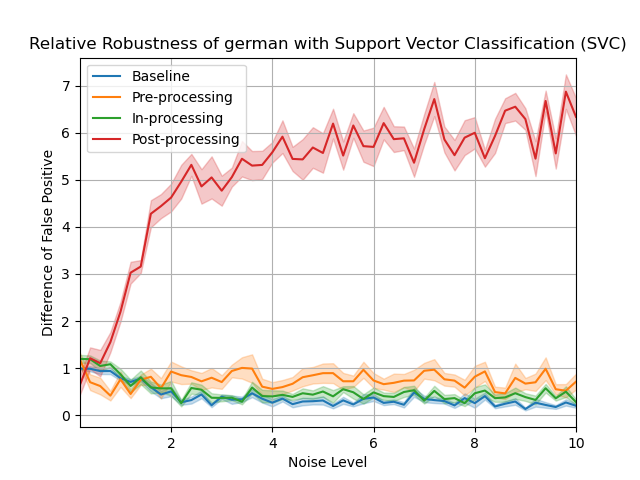 Relative Robustness of german with Support Vector Classification (SVC)
Baseline
Pre-processing
In-processing
Post-processing
Difference of False Positive
7
6
5
4
3
2
1
0
2
4
6
8
10
Noise Level